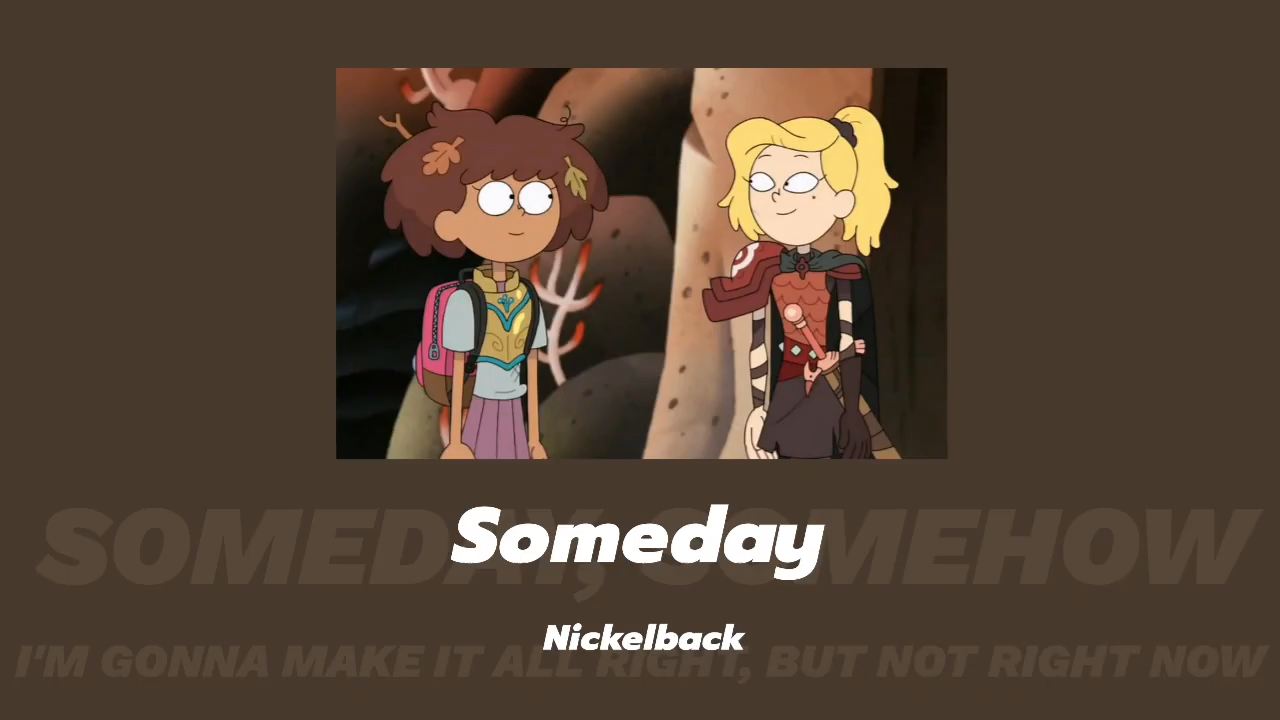 SOMEDAY, SOMEHOW
Someday
Nickelback
I'M GONNA MAKE IT ALL RIGHT, BUT NOT RIGHT NOW